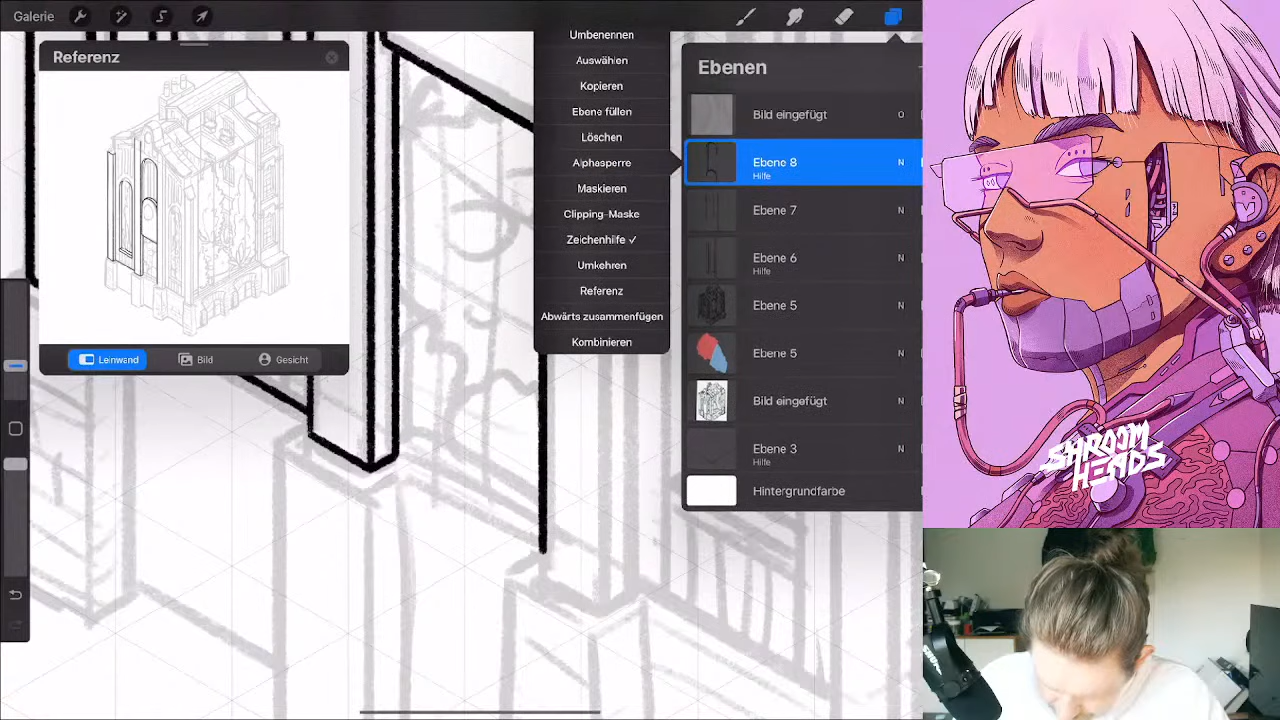 Galerie
Referenz
Leinwand
Bild
Gesicht
Umbenennen
Auswählen
Kopieren
Ebene füllen
Löschen
Alphasperre
Maskieren
Clipping-Maske
Zeichenhilfe ✓
Umkehren
Referenz
Abwärts zusammenfügen
Kombinieren
Ebenen
Bild eingefügt O
Ebene 8 N
Hilfe
Ebene 7 N
Ebene 6 N
Hilfe
Ebene 5 N
Ebene 5 N
Bild eingefügt N
Ebene 3 N
Hilfe
Hintergrundfarbe
SHROOM
HEADS
SHURE